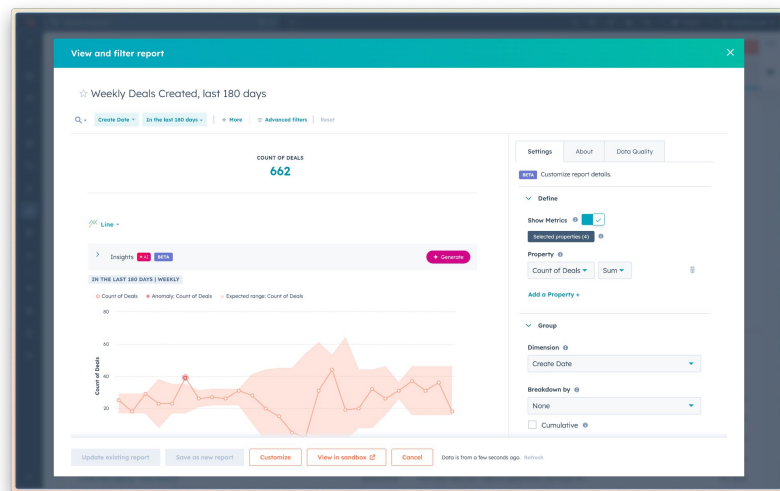 View and filter report
Weekly Deals Created, last 180 days
Create Date
In the last 180 days
+ More
Advanced filters
Reset
COUNT OF DEALS
662
Line
Insights
AI
BETA
Generate
IN THE LAST 180 DAYS | WEEKLY
Count of Deals
Anomaly: Count of Deals
Expected range: Count of Deals
Count of Deals
80
60
40
20
Settings
About
Data Quality
BETA
Customize report details.
Define
Show Metrics
Selected properties (4)
Property
Count of Deals
Sum
Add a Property +
Group
Dimension
Create Date
Breakdown by
None
Cumulative
Update existing report
Save as new report
Customize
View in sandbox
Cancel
Data is from a few seconds ago.
Refresh